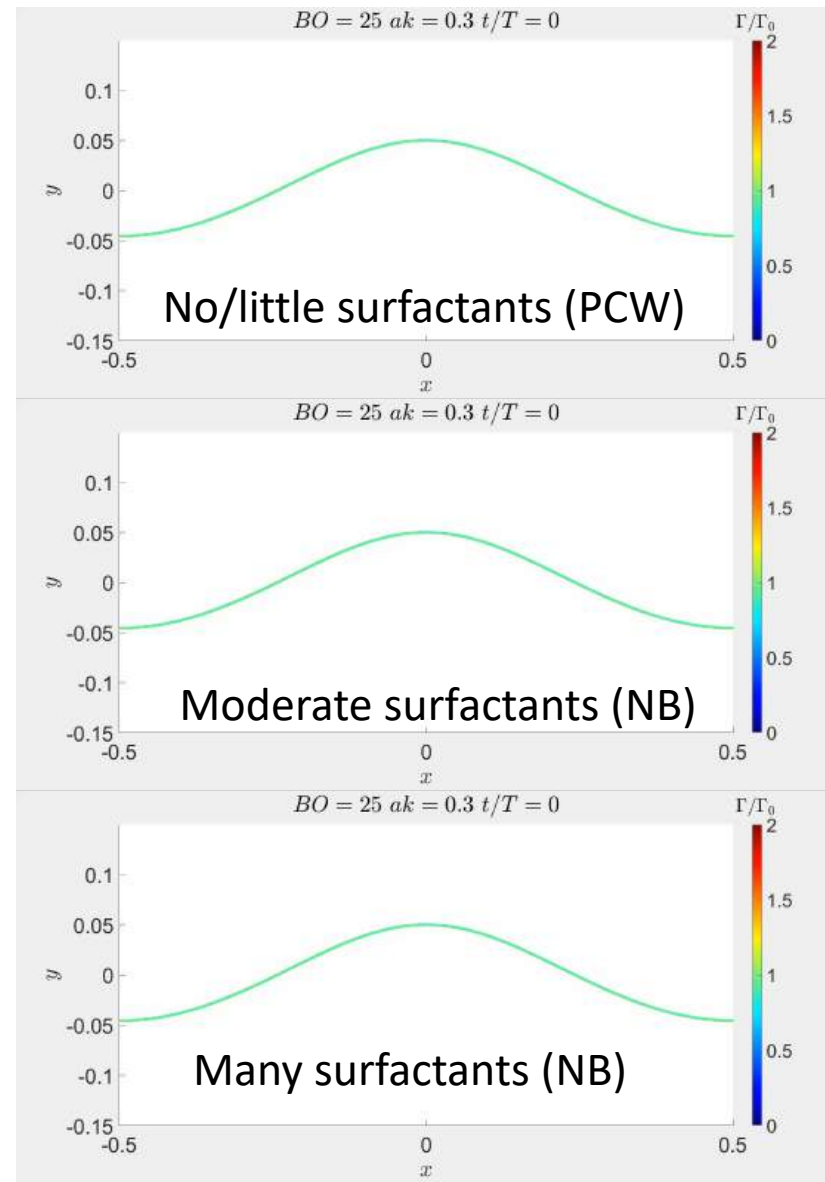 BO = 25 ak = 0.3 t/T = 0
Γ/Γ₀
2
1.5
1
0.5
0
0.1
0.05
0
-0.05
-0.1
-0.15
y
No/little surfactants (PCW)
-0.5
0
0.5
x
BO = 25 ak = 0.3 t/T = 0
Γ/Γ₀
2
1.5
1
0.5
0
0.1
0.05
0
-0.05
-0.1
-0.15
y
Moderate surfactants (NB)
-0.5
0
0.5
x
BO = 25 ak = 0.3 t/T = 0
Γ/Γ₀
2
1.5
1
0.5
0
0.1
0.05
0
-0.05
-0.1
-0.15
y
Many surfactants (NB)
-0.5
0
0.5
x